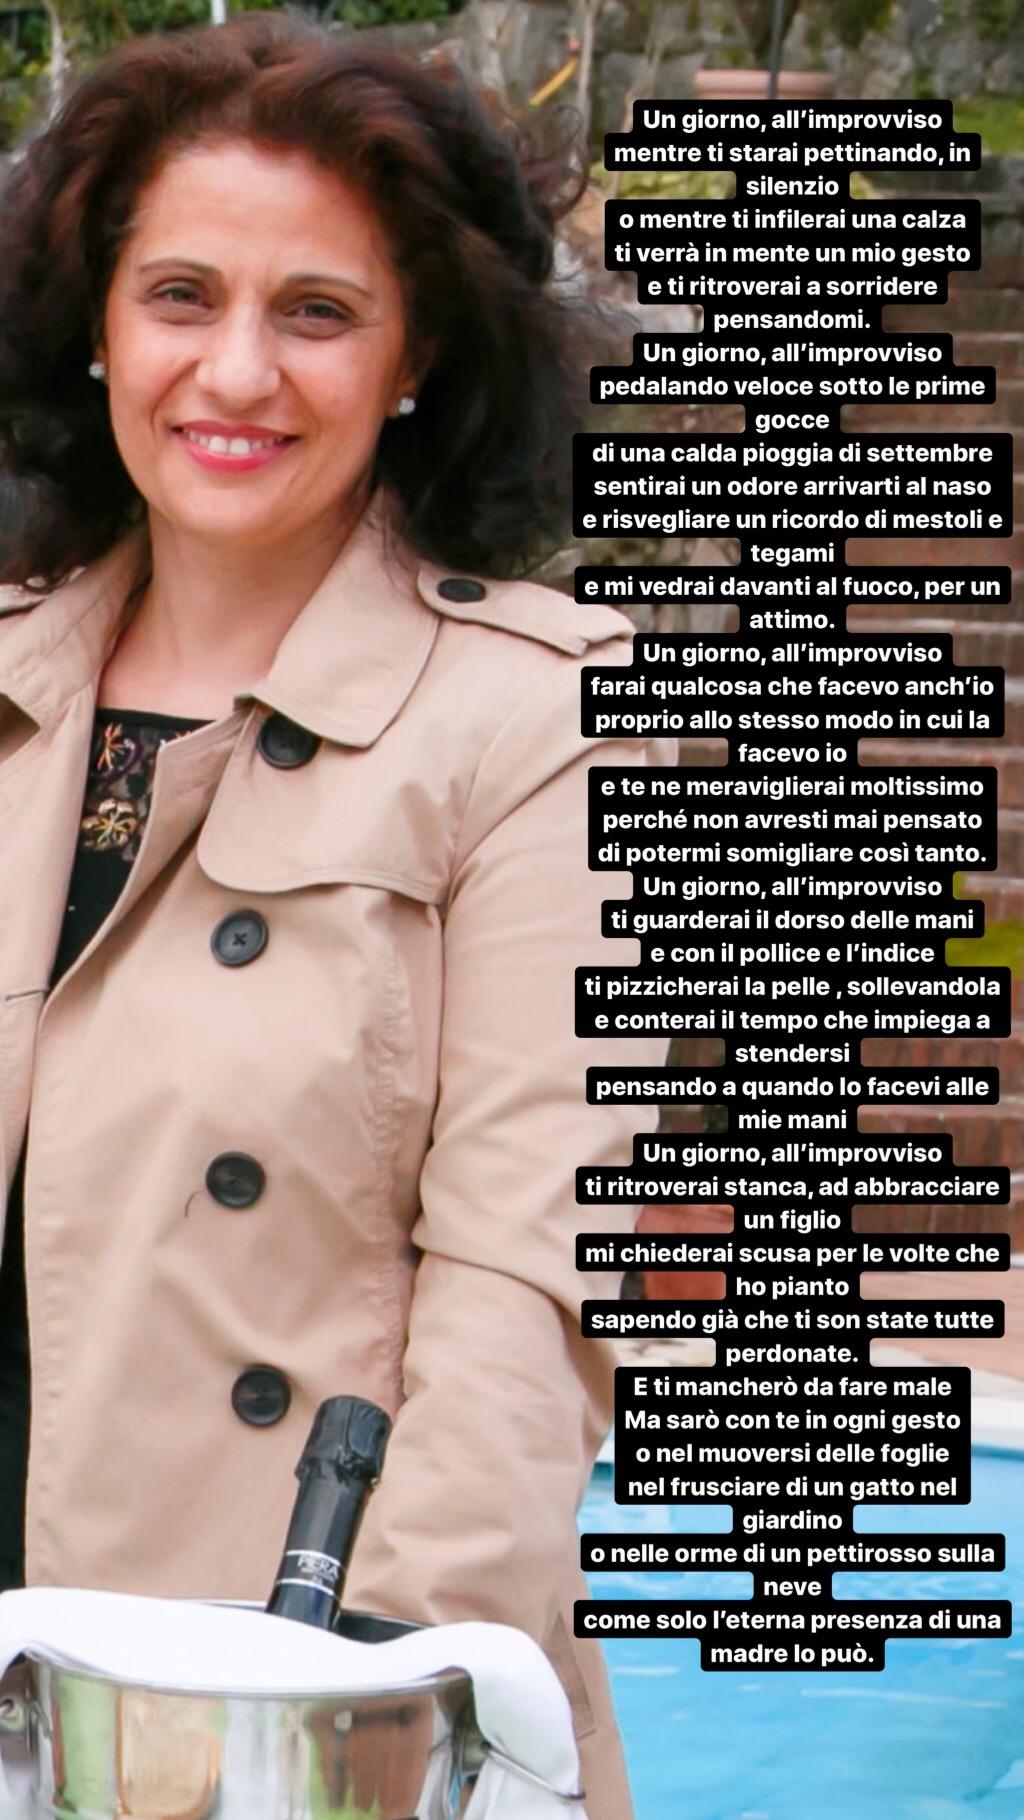 Un giorno, all’improvviso
mentre ti starai pettinando, in
silenzio
o mentre ti infilerai una calza
ti verrà in mente un mio gesto
e ti ritroverai a sorridere
pensandomi.
Un giorno, all’improvviso
pedalando veloce sotto le prime
gocce
di una calda pioggia di settembre
sentirai un odore arrivarti al naso
e risvegliare un ricordo di mestoli e
tegami
e mi vedrai davanti al fuoco, per un
attimo.
Un giorno, all’improvviso
farai qualcosa che facevo anch’io
proprio allo stesso modo in cui la
facevo io
e te ne meraviglierai moltissimo
perché non avresti mai pensato
di potermi somigliare così tanto.
Un giorno, all’improvviso
ti guarderai il dorso delle mani
e con il pollice e l’indice
ti pizzicherai la pelle , sollevandola
e conterai il tempo che impiega a
stendersi
pensando a quando lo facevi alle
mie mani
Un giorno, all’improvviso
ti ritroverai stanca, ad abbracciare
un figlio
mi chiederai scusa per le volte che
ho pianto
sapendo già che ti son state tutte
perdonate.
E ti mancherò da fare male
Ma sarò con te in ogni gesto
o nel muoversi delle foglie
nel frusciare di un gatto nel
giardino
o nelle orme di un pettirosso sulla
neve
come solo l’eterna presenza di una
madre lo può.
PIERA